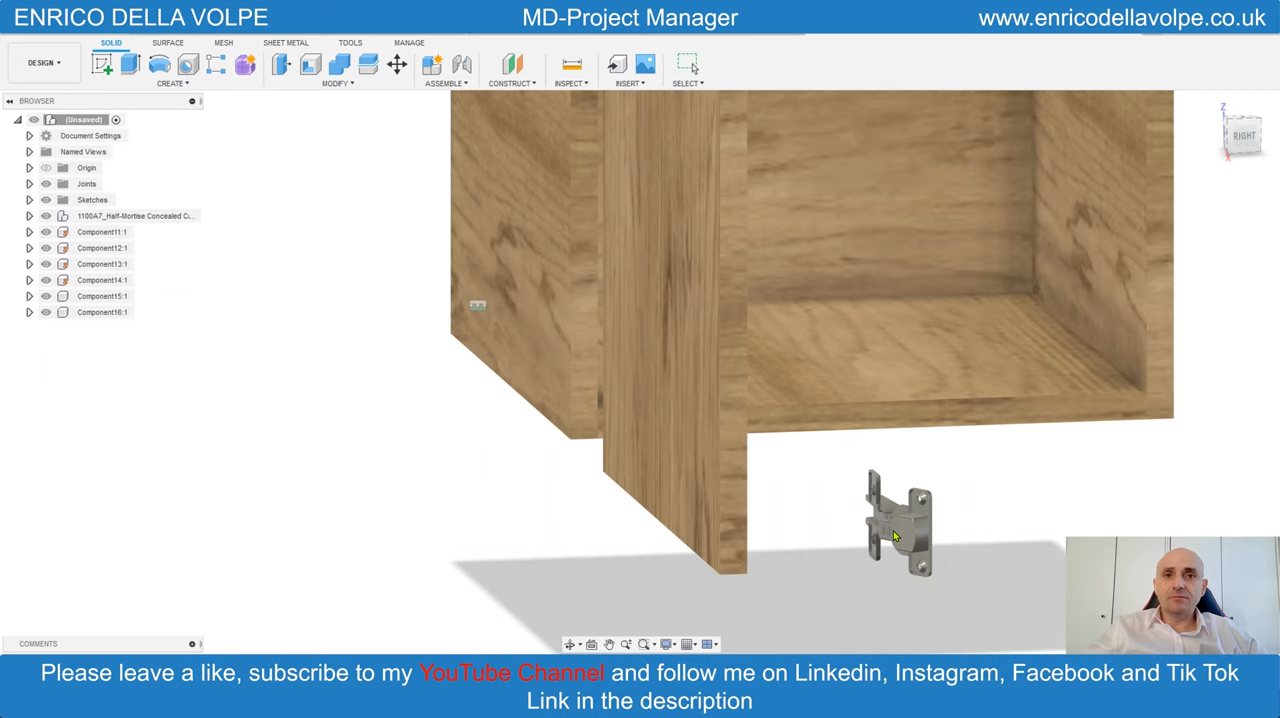 ENRICO DELLA VOLPE
MD-Project Manager
www.enricodellavolpe.co.uk
SOLID
SURFACE
MESH
SHEET METAL
TOOLS
MANAGE
DESIGN ▾
CREATE ▾
MODIFY ▾
ASSEMBLE ▾
CONSTRUCT ▾
INSPECT ▾
INSERT ▾
SELECT ▾
BROWSER
(Unsaved)
Document Settings
Named Views
Origin
Joints
Sketches
1100A7_Half-Mortise Concealed C...
Component11:1
Component12:1
Component13:1
Component14:1
Component15:1
Component16:1
Z
RIGHT
X
COMMENTS
Please leave a like, subscribe to my YouTube Channel and follow me on Linkedin, Instagram, Facebook and Tik Tok
Link in the description